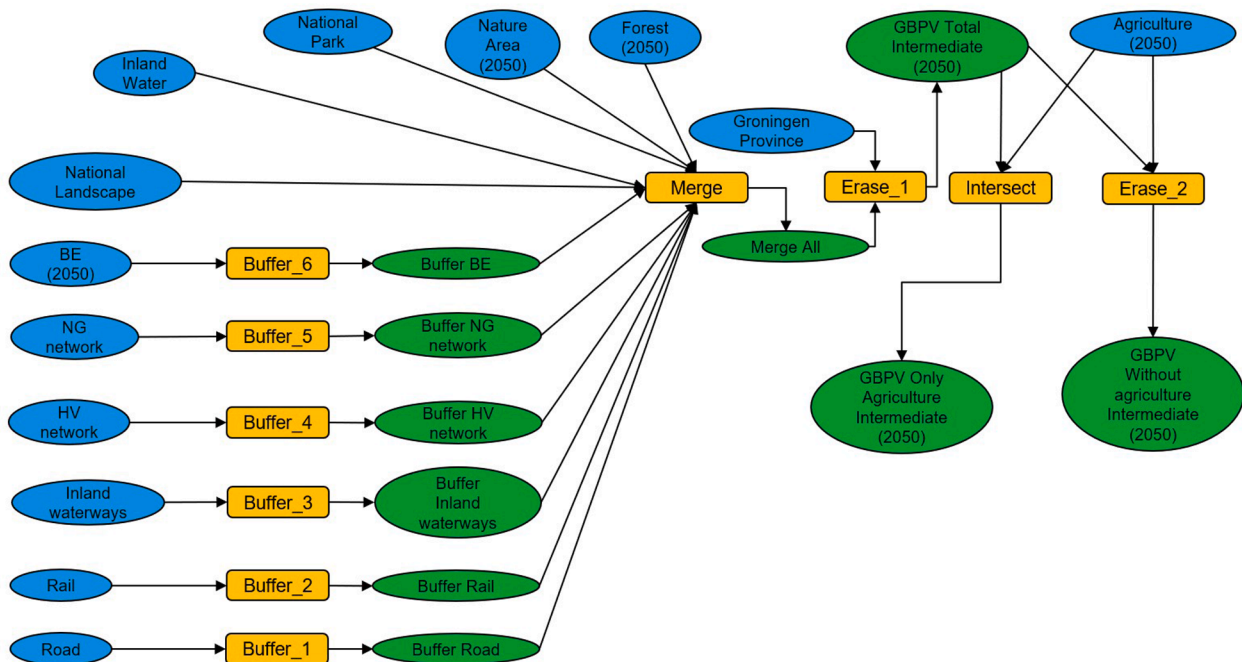 National
Park
Nature
Area
(2050)
Forest
(2050)
GBPV Total
Intermediate
(2050)
Agriculture
(2050)
Inland
Water
Groningen
Province
National
Landscape
Merge
Erase_1
Intersect
Erase_2
Merge All
BE
(2050)
Buffer_6
Buffer BE
NG
network
Buffer_5
Buffer NG
network
HV
network
Buffer_4
Buffer HV
network
GBPV Only
Agriculture
Intermediate
(2050)
GBPV
Without
agriculture
Intermediate
(2050)
Inland
waterways
Buffer_3
Buffer
Inland
waterways
Rail
Buffer_2
Buffer Rail
Road
Buffer_1
Buffer Road